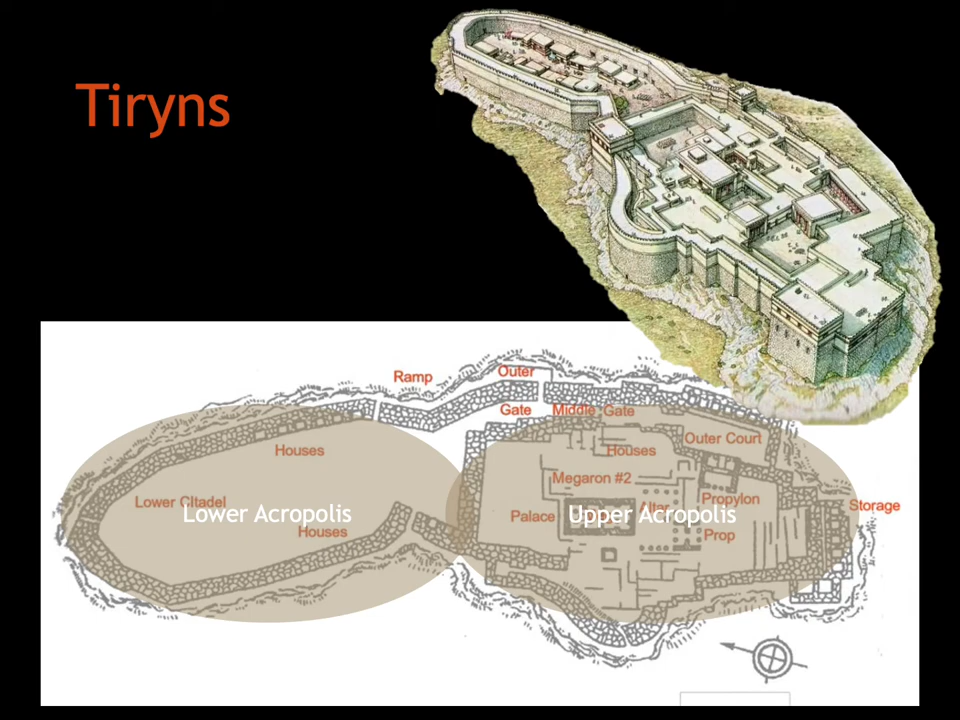 Tiryns
Ramp
Outer
Gate
Middle Gate
Houses
Outer Court
Houses
Megaron #2
Lower Citadel
Lower Acropolis
Propylon
Altar
Storage
Palace
Upper Acropolis
Houses
Prop